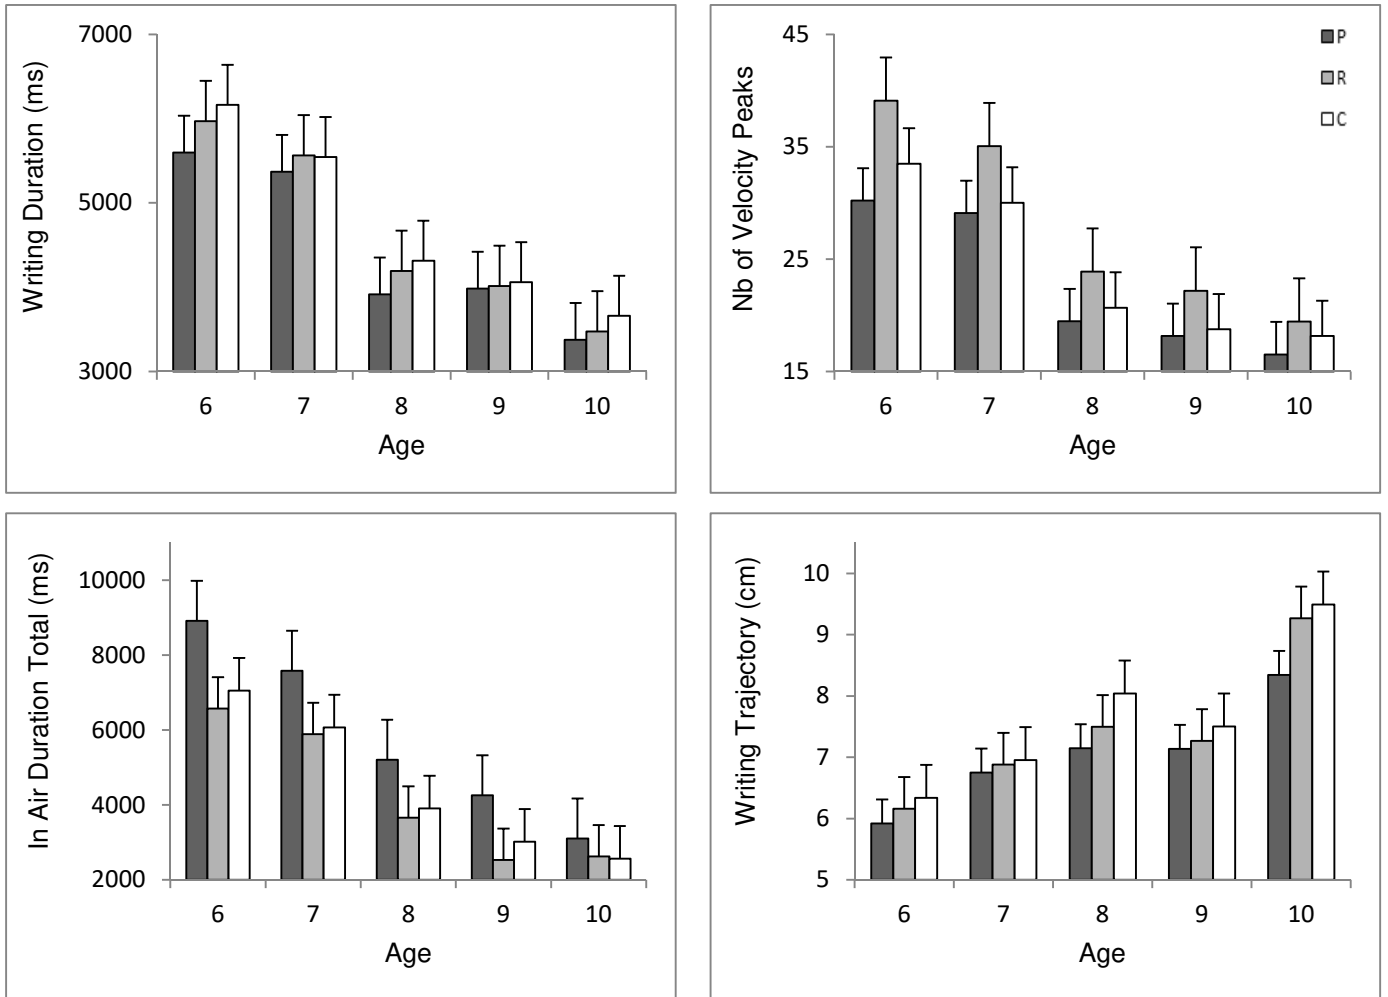 Writing Duration (ms)
7000
5000
3000
6 7 8 9 10
Age
Nb of Velocity Peaks
45
35
25
15
6 7 8 9 10
Age
P
R
C
In Air Duration Total (ms)
10000
8000
6000
4000
2000
6 7 8 9 10
Age
Writing Trajectory (cm)
10
9
8
7
6
5
6 7 8 9 10
Age